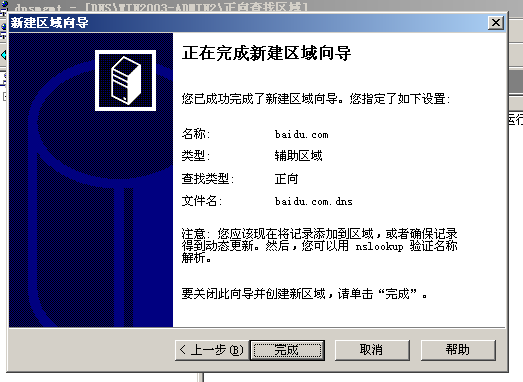 dnsmgmt - [DNS\WIN2003-ADMIN2\正向查找区域]
新建区域向导
正在完成新建区域向导
您已成功完成了新建区域向导。您指定了如下设置:
名称: baidu.com
类型: 辅助区域
查找类型: 正向
文件名: baidu.com.dns
注意: 您应该现在将记录添加到区域，或者确保记录
得到动态更新。然后，您可以用 nslookup 验证名称
解析。
要关闭此向导并创建新区域，请单击“完成”。
< 上一步(B) 完成 取消 帮助
运行